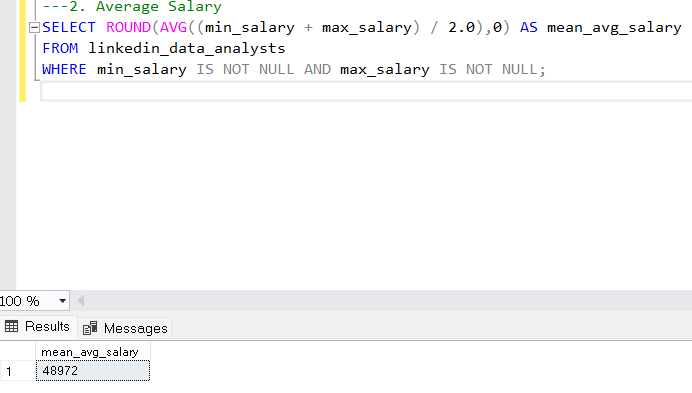 ---2. Average Salary
SELECT ROUND(AVG((min_salary + max_salary) / 2.0),0) AS mean_avg_salary
FROM linkedin_data_analysts
WHERE min_salary IS NOT NULL AND max_salary IS NOT NULL;
100 %
Results Messages
mean_avg_salary
1 48972